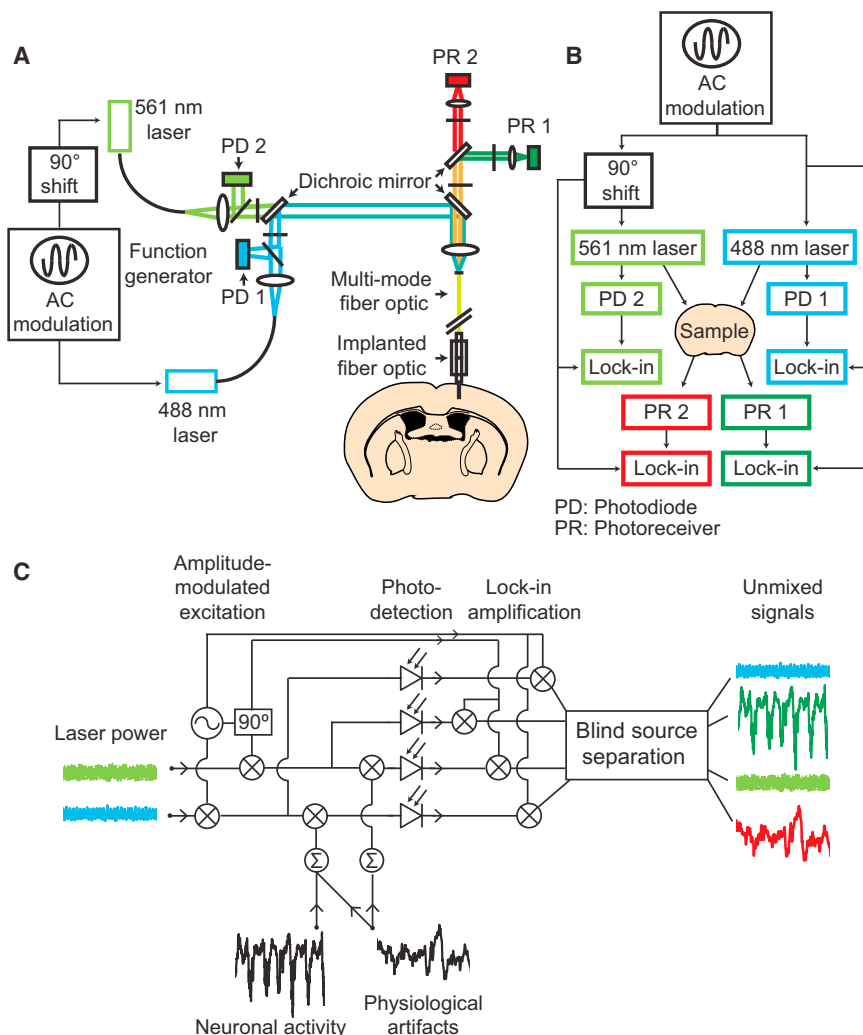 A
561 nm
laser
90º
shift
AC
modulation
Function
generator
PD 2
PD 1
488 nm
laser
Dichroic mirror
PR 2
PR 1
Multi-mode
fiber optic
Implanted
fiber optic
B
AC
modulation
90º
shift
561 nm laser
488 nm laser
PD 2
PD 1
Sample
Lock-in
Lock-in
PR 2
PR 1
Lock-in
Lock-in
PD: Photodiode
PR: Photoreceiver
C
Amplitude-
modulated
excitation
Photo-
detection
Lock-in
amplification
Unmixed
signals
90º
Laser power
Blind source
separation
Σ
Σ
Neuronal activity
Physiological
artifacts